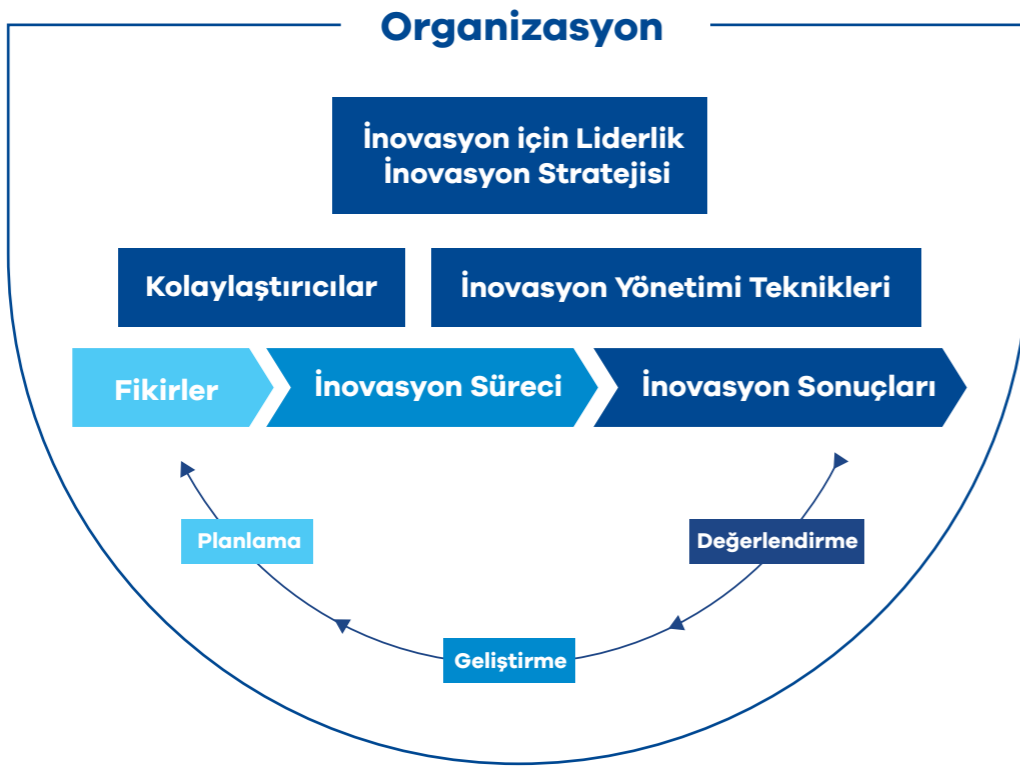 Organizasyon
İnovasyon için Liderlik
İnovasyon Stratejisi
Kolaylaştırıcılar
İnovasyon Yönetimi Teknikleri
Fikirler
İnovasyon Süreci
İnovasyon Sonuçları
Planlama
Değerlendirme
Geliştirme